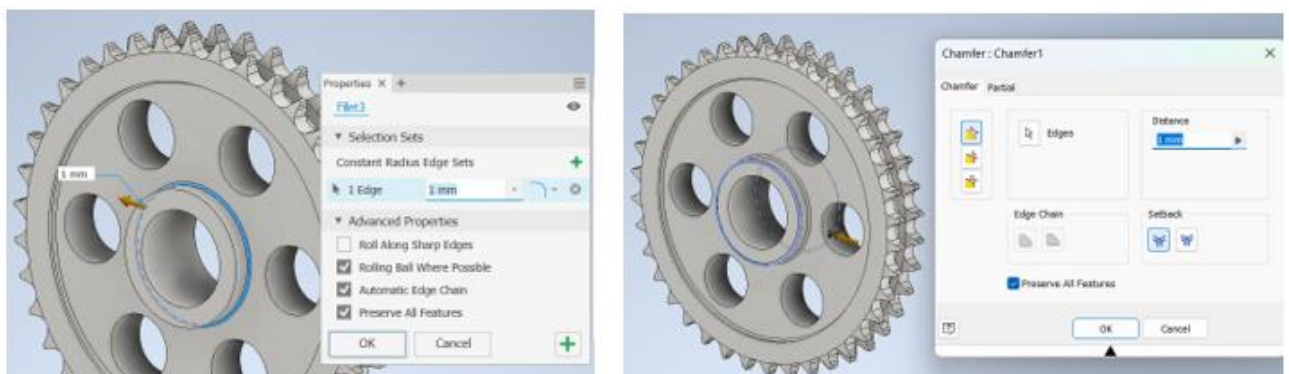 Properties X +
Fillet3
Selection Sets
Constant Radius Edge Sets
1 Edge 1 mm
Advanced Properties
Roll Along Sharp Edges
Rolling Ball Where Possible
Automatic Edge Chain
Preserve All Features
OK Cancel
1 mm
Chamfer : Chamfer1
Chamfer Partial
Edges
Distance
1 mm
Edge Chain
Setback
Preserve All Features
OK Cancel